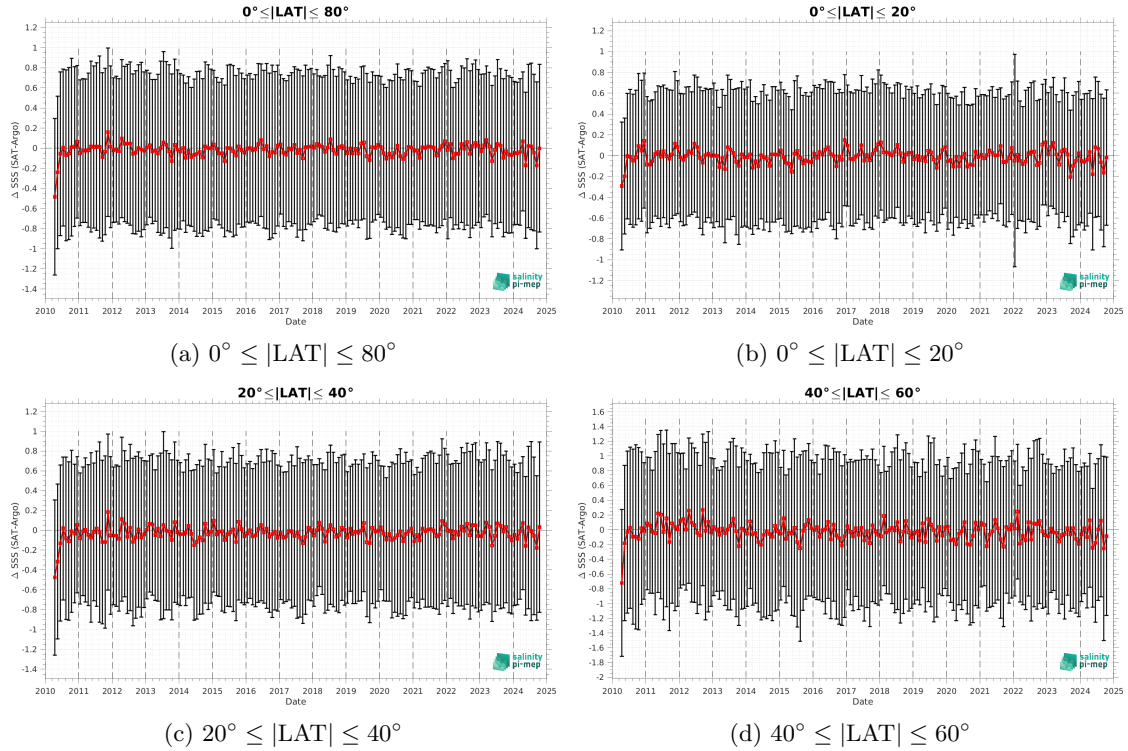 0°≤|LAT|≤ 80°
Δ SSS (SAT-Argo)
1.2
1
0.8
0.6
0.4
0.2
0
-0.2
-0.4
-0.6
-0.8
-1
-1.2
-1.4
2010 2011 2012 2013 2014 2015 2016 2017 2018 2019 2020 2021 2022 2023 2024 2025
Date
salinity
pi-mep
(a) 0° ≤ |LAT| ≤ 80°
0°≤|LAT|≤ 20°
Δ SSS (SAT-Argo)
1.2
1
0.8
0.6
0.4
0.2
0
-0.2
-0.4
-0.6
-0.8
-1
-1.2
2010 2011 2012 2013 2014 2015 2016 2017 2018 2019 2020 2021 2022 2023 2024 2025
Date
salinity
pi-mep
(b) 0° ≤ |LAT| ≤ 20°
20°≤|LAT|≤ 40°
Δ SSS (SAT-Argo)
1.2
1
0.8
0.6
0.4
0.2
0
-0.2
-0.4
-0.6
-0.8
-1
-1.2
-1.4
2010 2011 2012 2013 2014 2015 2016 2017 2018 2019 2020 2021 2022 2023 2024 2025
Date
salinity
pi-mep
(c) 20° ≤ |LAT| ≤ 40°
40°≤|LAT|≤ 60°
Δ SSS (SAT-Argo)
1.6
1.4
1.2
1
0.8
0.6
0.4
0.2
0
-0.2
-0.4
-0.6
-0.8
-1
-1.2
-1.4
-1.6
-1.8
-2
2010 2011 2012 2013 2014 2015 2016 2017 2018 2019 2020 2021 2022 2023 2024 2025
Date
salinity
pi-mep
(d) 40° ≤ |LAT| ≤ 60°